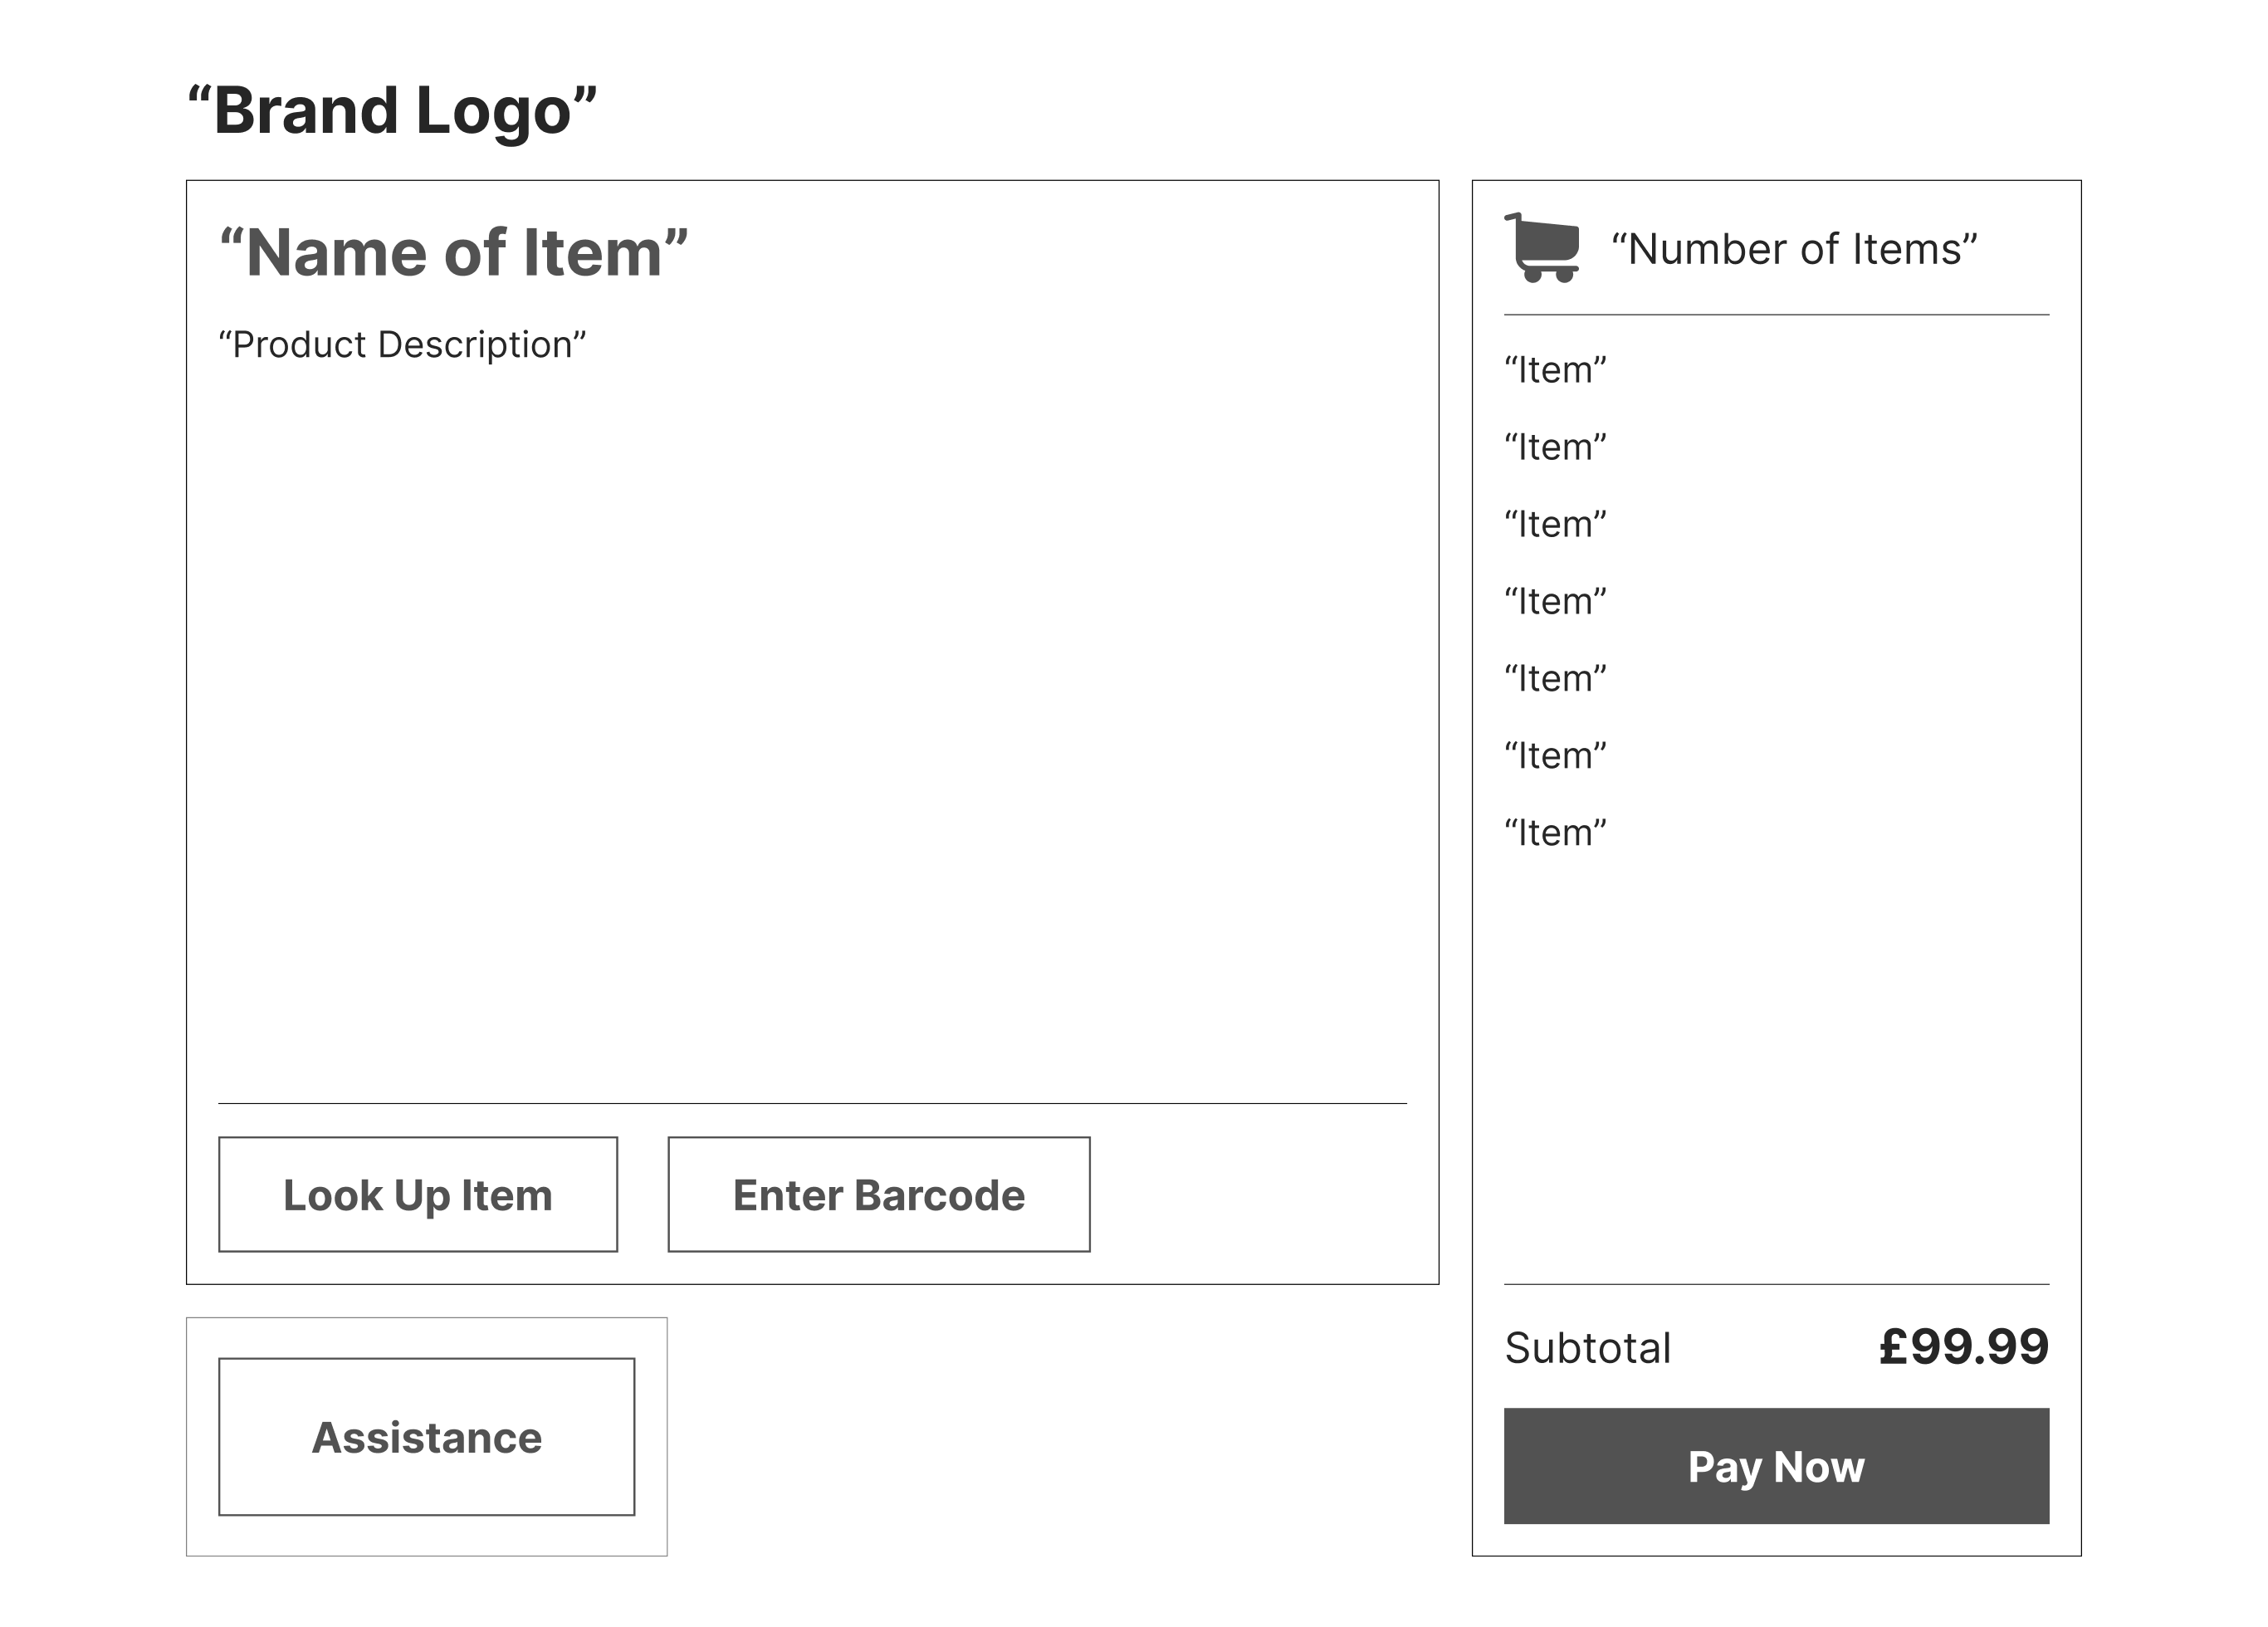 “Brand Logo”
“Name of Item”
“Product Description”
Look Up Item
Enter Barcode
Assistance
“Number of Items”
“Item”
“Item”
“Item”
“Item”
“Item”
“Item”
“Item”
Subtotal £99.99
Pay Now